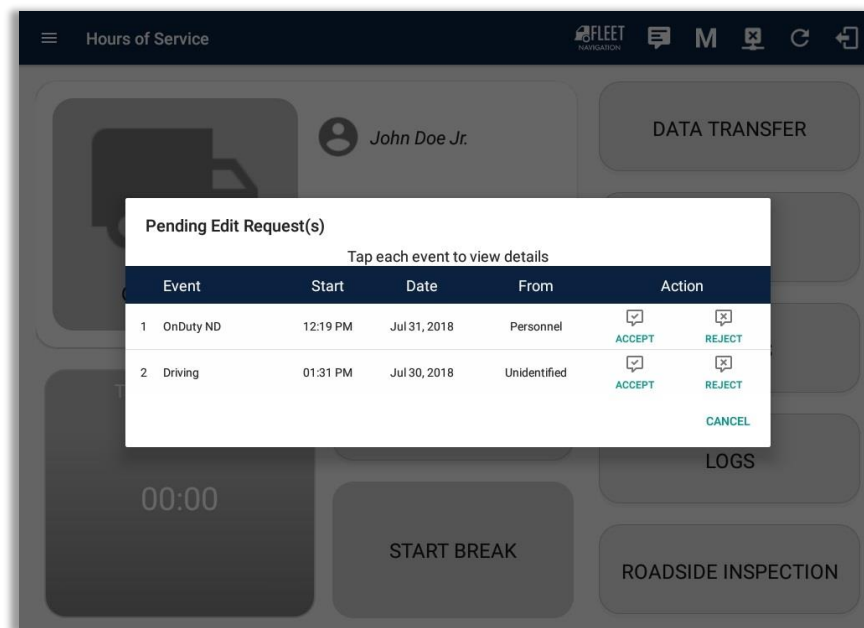 Hours of Service
FLEET
NAVIGATION
M
John Doe Jr.
DATA TRANSFER
Pending Edit Request(s)
Tap each event to view details
Event Start Date From Action
1 OnDuty ND 12:19 PM Jul 31, 2018 Personnel ACCEPT REJECT
2 Driving 01:31 PM Jul 30, 2018 Unidentified ACCEPT REJECT
CANCEL
LOGS
00:00
START BREAK
ROADSIDE INSPECTION